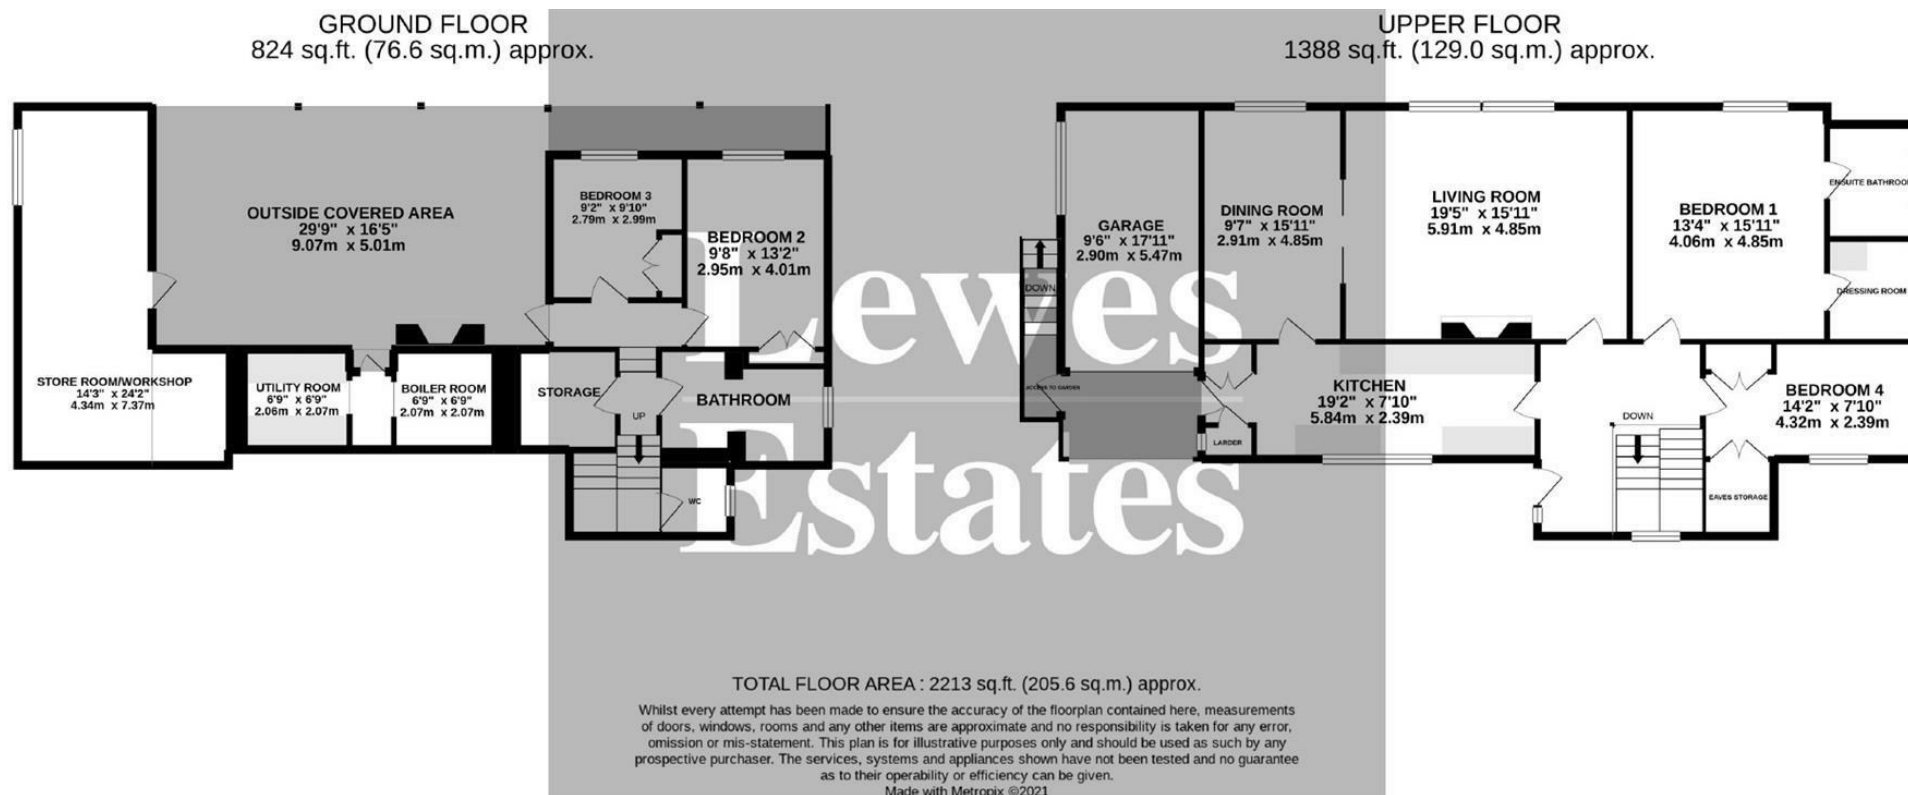 GROUND FLOOR
824 sq.ft. (76.6 sq.m.) approx.
UPPER FLOOR
1388 sq.ft. (129.0 sq.m.) approx.
OUTSIDE COVERED AREA
29'9" x 16'5"
9.07m x 5.01m
BEDROOM 3
9'2" x 9'10"
2.79m x 2.99m
BEDROOM 2
9'8" x 13'2"
2.95m x 4.01m
STORE ROOM/WORKSHOP
14'3" x 24'2"
4.34m x 7.37m
UTILITY ROOM
6'9" x 6'9"
2.06m x 2.07m
BOILER ROOM
6'9" x 6'9"
2.07m x 2.07m
STORAGE
UP
BATHROOM
WC
GARAGE
9'6" x 17'11"
2.90m x 5.47m
DINING ROOM
9'7" x 15'11"
2.91m x 4.85m
LIVING ROOM
19'5" x 15'11"
5.91m x 4.85m
BEDROOM 1
13'4" x 15'11"
4.06m x 4.85m
ENSUITE BATHROOM
DRESSING ROOM
DOWN
ACCESS TO GARDEN
KITCHEN
19'2" x 7'10"
5.84m x 2.39m
LARDER
DOWN
BEDROOM 4
14'2" x 7'10"
4.32m x 2.39m
EAVES STORAGE
Lewes
Estates
TOTAL FLOOR AREA : 2213 sq.ft. (205.6 sq.m.) approx.
Whilst every attempt has been made to ensure the accuracy of the floorplan contained here, measurements
of doors, windows, rooms and any other items are approximate and no responsibility is taken for any error,
omission or mis-statement. This plan is for illustrative purposes only and should be used as such by any
prospective purchaser. The services, systems and appliances shown have not been tested and no guarantee
as to their operability or efficiency can be given.
Made with Metropix ©2021